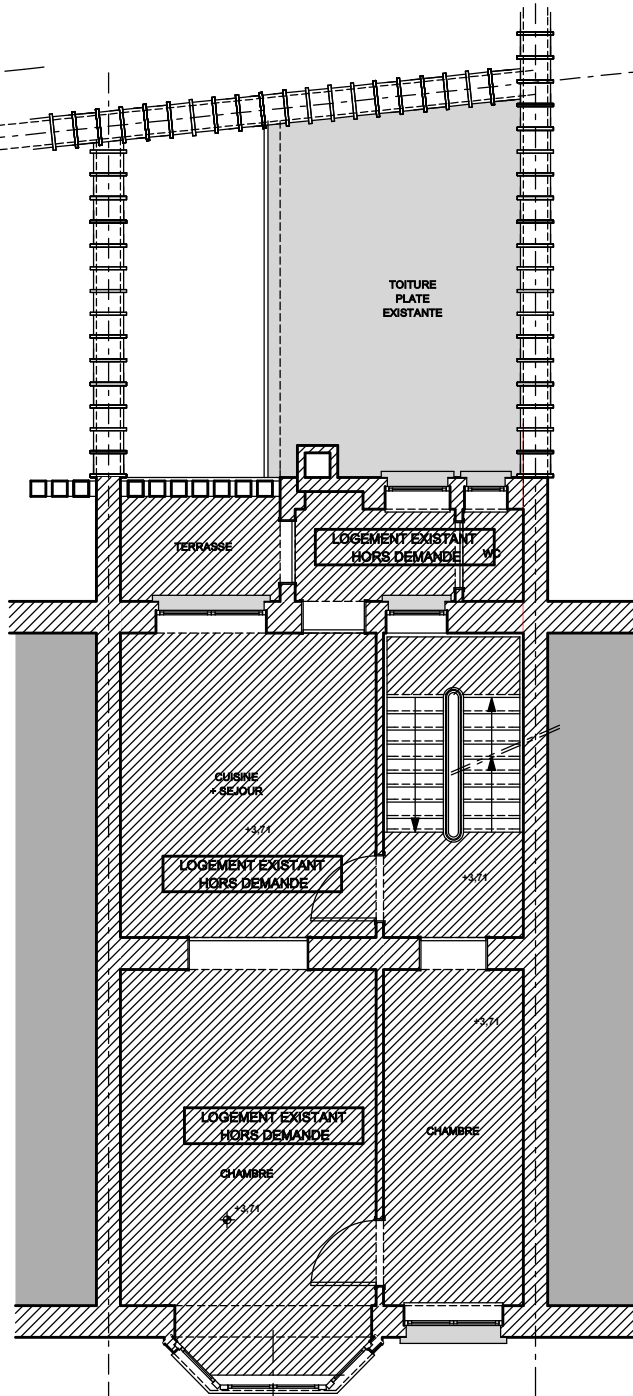 TOITURE
PLATE
EXISTANTE
TERRASSE
LOGEMENT EXISTANT
HORS DEMANDE
WC
CUISINE
+ SEJOUR
+3,71
LOGEMENT EXISTANT
HORS DEMANDE
+3,71
+3,71
LOGEMENT EXISTANT
HORS DEMANDE
CHAMBRE
CHAMBRE
+3,71